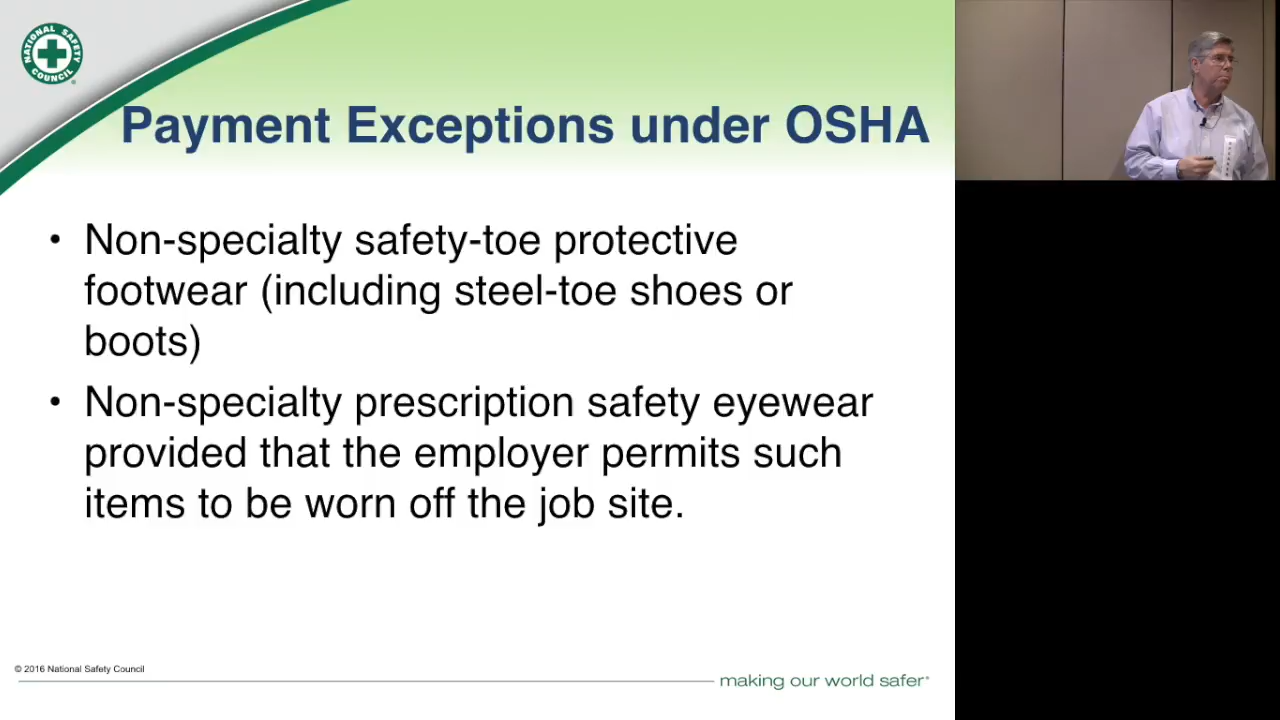 NATIONAL SAFETY
COUNCIL
Payment Exceptions under OSHA
• Non-specialty safety-toe protective
footwear (including steel-toe shoes or
boots)
• Non-specialty prescription safety eyewear
provided that the employer permits such
items to be worn off the job site.
© 2016 National Safety Council
making our world safer®